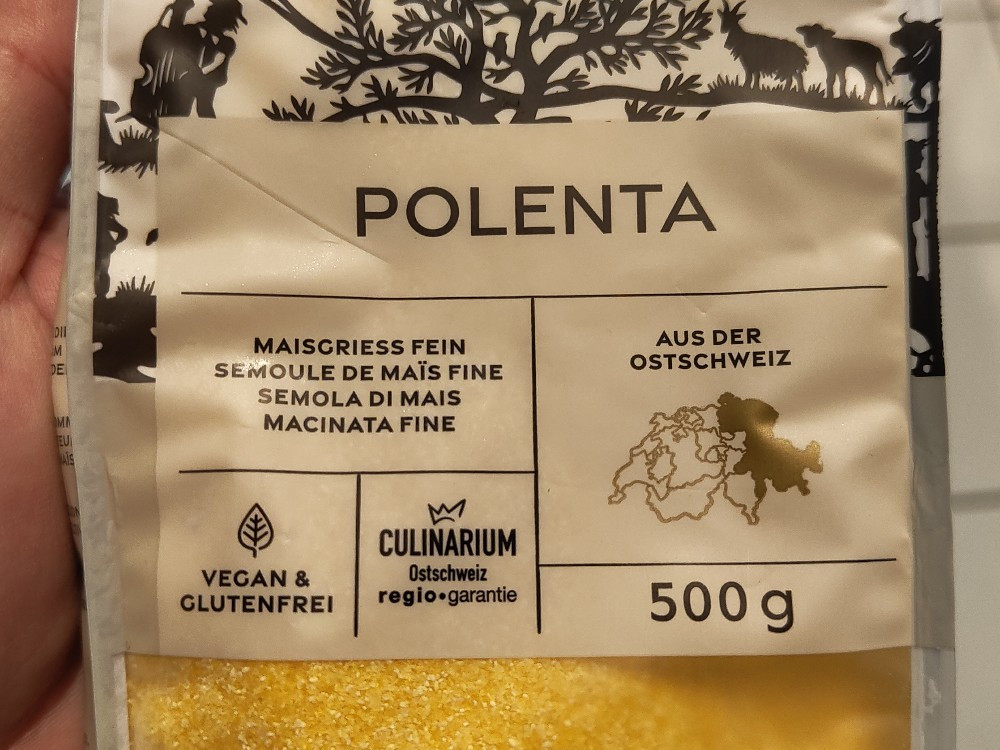 POLENTA
MAISGRIESS FEIN
SEMOULE DE MAÏS FINE
SEMOLA DI MAIS
MACINATA FINE
AUS DER
OSTSCHWEIZ
VEGAN &
GLUTENFREI
CULINARIUM
Ostschweiz
regio•garantie
500 g